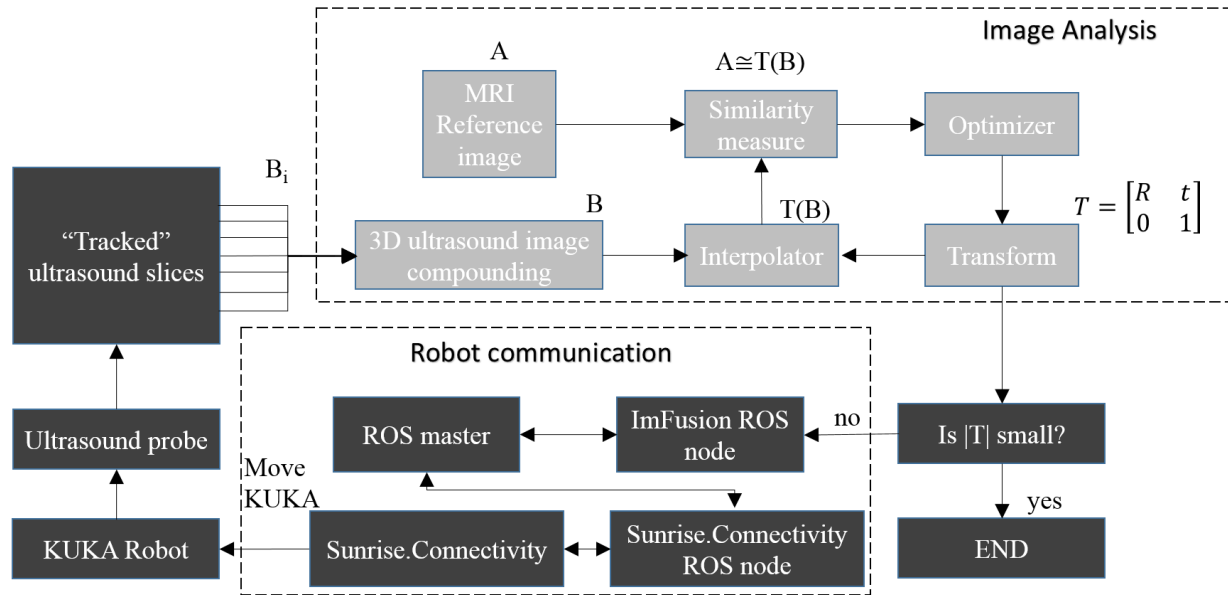 Image Analysis
A
A≅T(B)
MRI
Reference
image
Similarity
measure
Optimizer
B
i
“Tracked”
ultrasound slices
B
T(B)
T = [R t
0 1]
3D ultrasound image
compounding
Interpolator
Transform
Robot communication
Ultrasound probe
ROS master
ImFusion ROS
node
no
Is |T| small?
Move
KUKA
yes
KUKA Robot
Sunrise.Connectivity
Sunrise.Connectivity
ROS node
END